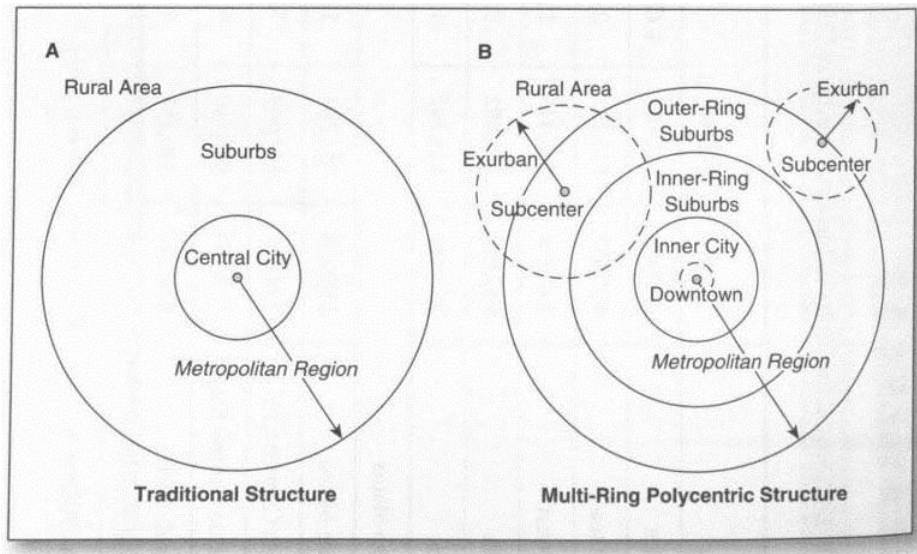 A
Rural Area
Suburbs
Central City
Metropolitan Region
Traditional Structure
B
Rural Area
Exurban
Outer-Ring
Suburbs
Exurban
Subcenter
Inner-Ring
Suburbs
Subcenter
Inner City
Downtown
Metropolitan Region
Multi-Ring Polycentric Structure